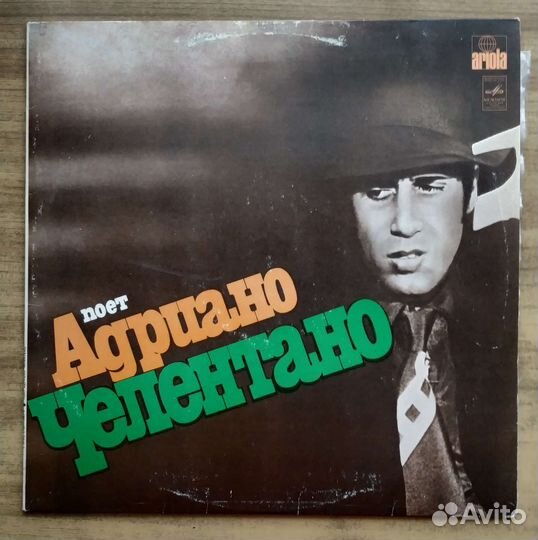 ariola
поет
Адриано
Челентано
Avito